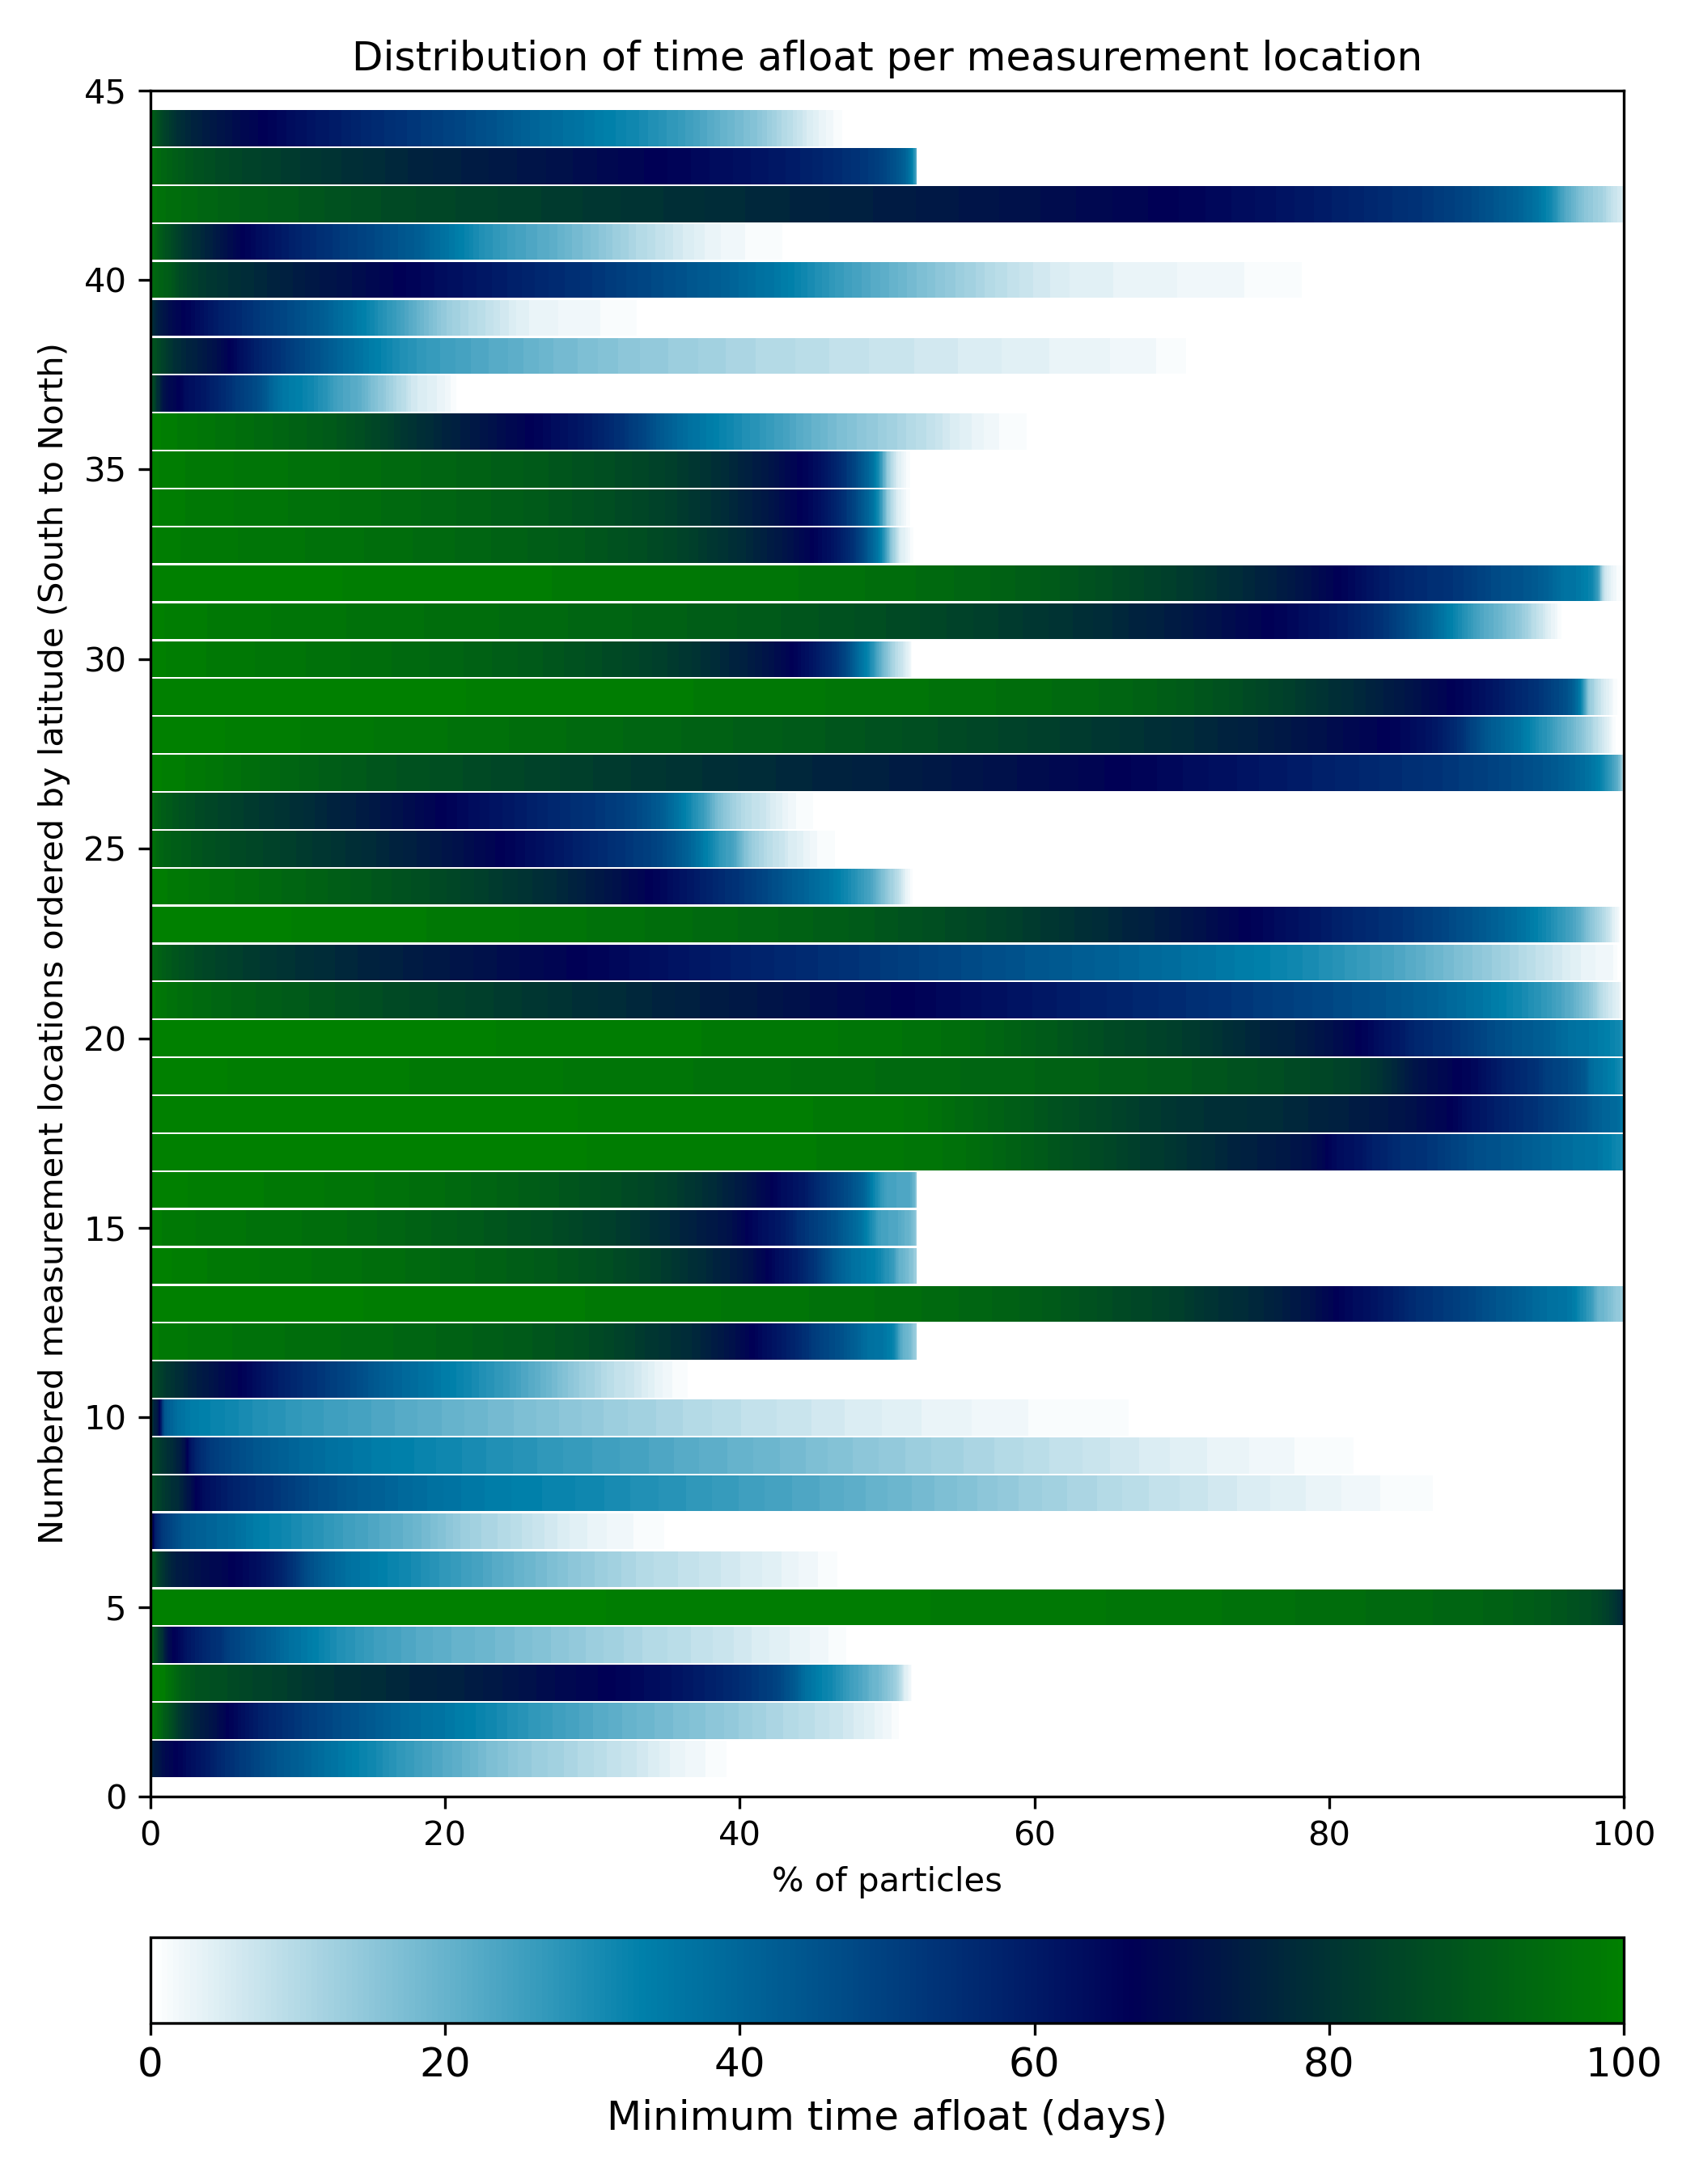 Distribution of time afloat per measurement location
45
40
35
30
25
20
15
10
5
0
Numbered measurement locations ordered by latitude (South to North)
0 20 40 60 80 100
% of particles
0 20 40 60 80 100
Minimum time afloat (days)